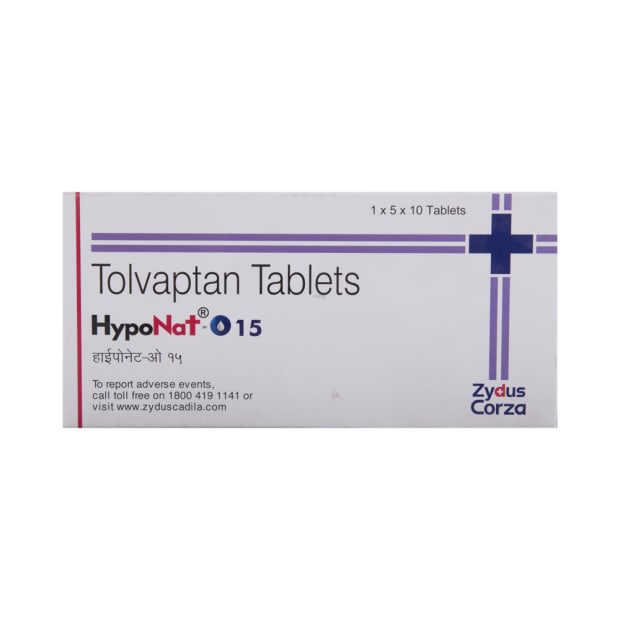 1 x 5 x 10 Tablets
Tolvaptan Tablets
HypoNat®-O 15
हाईपोनेट-ओ १५
To report adverse events,
call toll free on 1800 419 1141 or
visit www.zyduscadila.com
Zydus
Corza